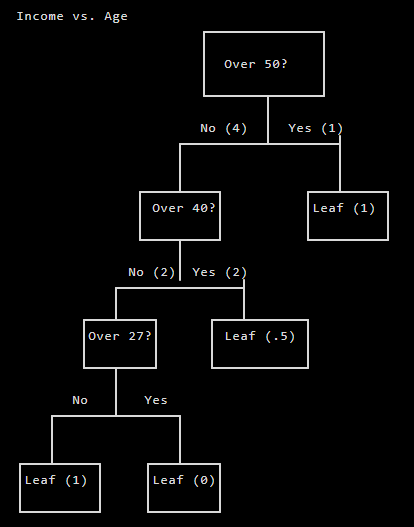 Income vs. Age
Over 50?
No (4)
Yes (1)
Over 40?
Leaf (1)
No (2)
Yes (2)
Over 27?
Leaf (.5)
No
Yes
Leaf (1)
Leaf (0)